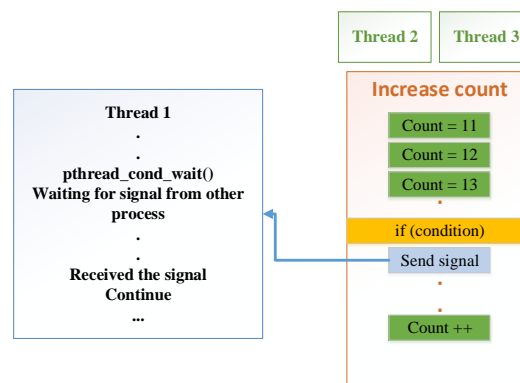 Thread 2
Thread 3
Increase count
Thread 1
.
.
pthread_cond_wait()
Waiting for signal from other
process
.
.
Received the signal
Continue
...
Count = 11
Count = 12
Count = 13
.
if (condition)
Send signal
.
.
Count ++